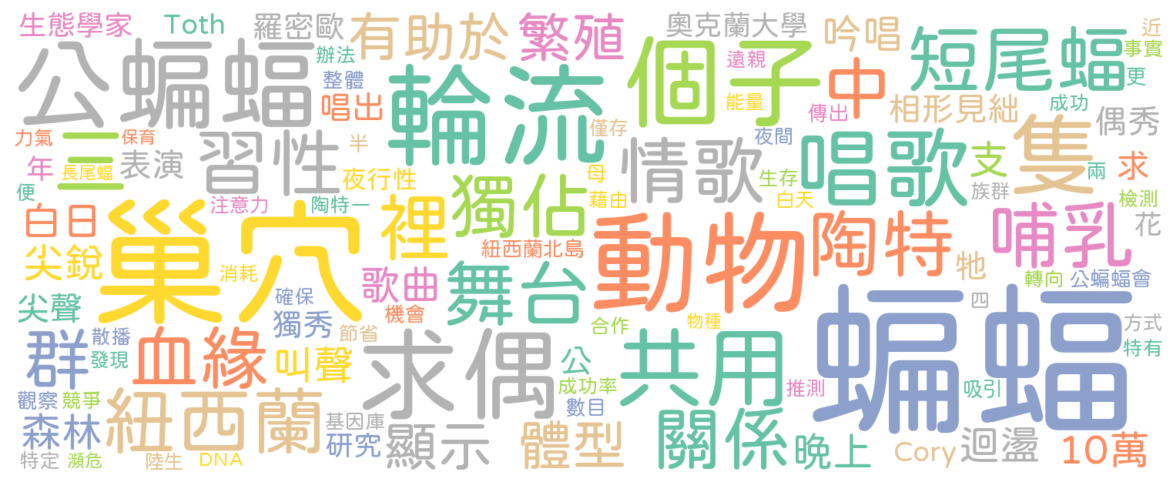 生態學家 Toth 羅密歐 有助於 繁殖 奧克蘭大學 吟唱 短尾蝠 近
公蝙蝠 辦法 輪流 個子 遠親 中 事實
整體 唱出 能量 傳出 相形見絀 成功 更
力氣 三 保育 習性 半 僅存 情歌 夜間 唱歌 隻 偶秀
年 長尾蝠 表演 夜行性 母 生存 支 兩 求
便 注意力 陶特一 獨佔 藉由 白天 族群 檢測
白日 巢穴 裡 動物 陶特 哺乳 花
尖銳 消耗 歌曲 舞台 紐西蘭北島 牠 轉向 公蝙蝠會
尖聲 確保 機會 蝙蝠 四
群 散播 獨秀 節省 求偶 合作 物種 共用 方式
發現 血緣 叫聲 公 特有
觀察 競爭 紐西蘭 成功率 推測 吸引
森林 基因庫 數目 關係
特定 瀕危 陸生 DNA 研究 顯示 體型 晚上 Cory 迴盪 10萬